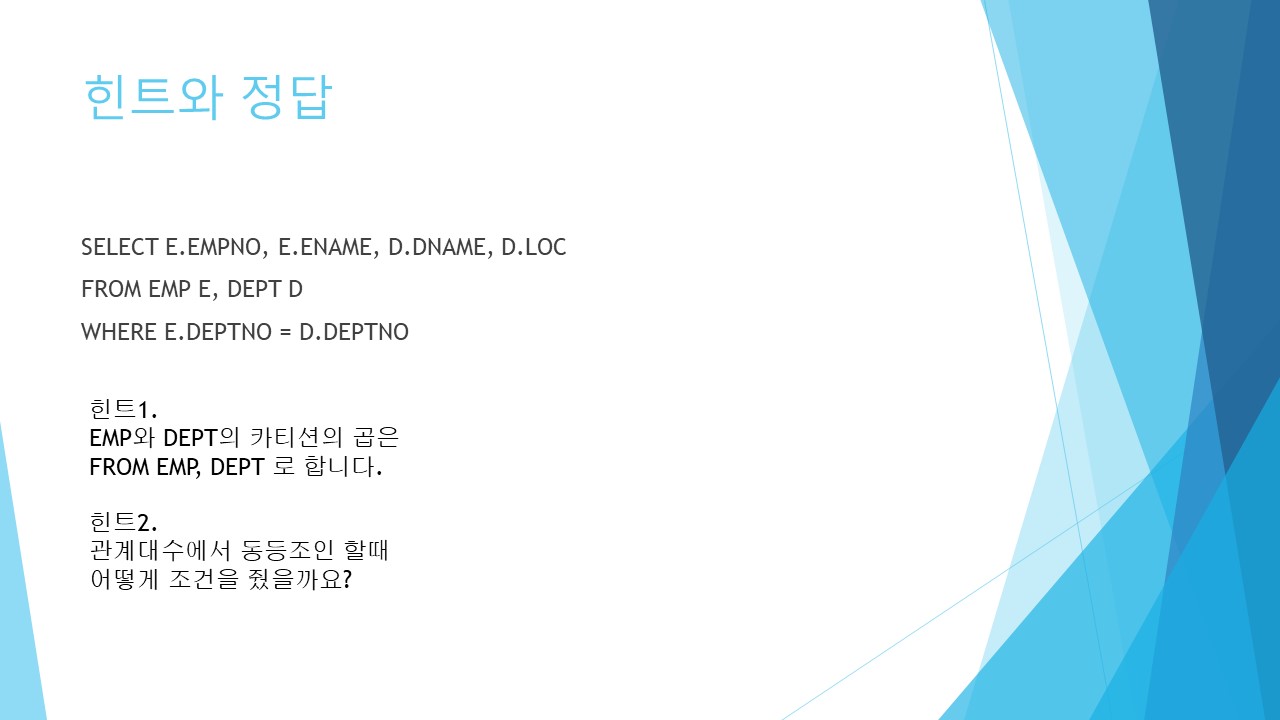 힌트와 정답
SELECT E.EMPNO, E.ENAME, D.DNAME, D.LOC
FROM EMP E, DEPT D
WHERE E.DEPTNO = D.DEPTNO
힌트1.
EMP와 DEPT의 카티션의 곱은
FROM EMP, DEPT 로 합니다.
힌트2.
관계대수에서 동등조인 할때
어떻게 조건을 줬을까요?